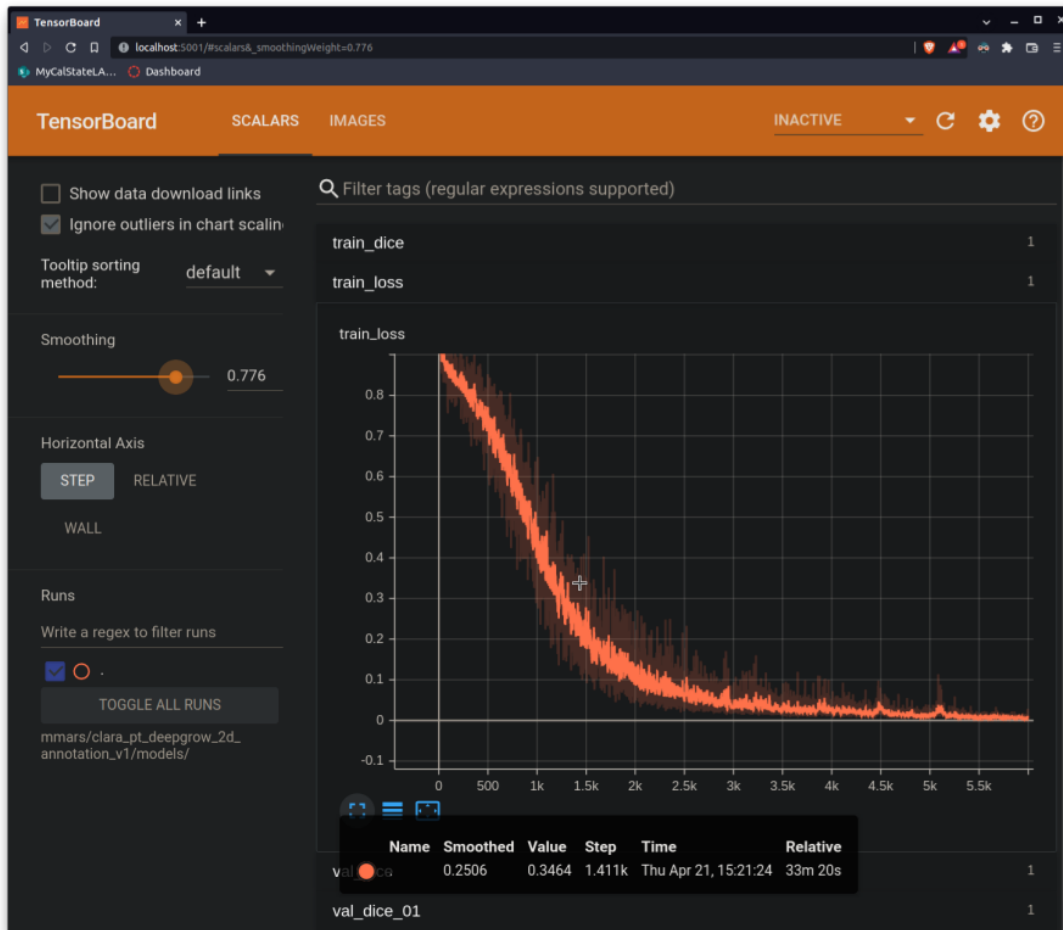 TensorBoard
localhost:5001/#scalars&_smoothingWeight=0.776
MyCalStateLA... Dashboard
TensorBoard SCALARS IMAGES INACTIVE
Show data download links
Ignore outliers in chart scalin
Tooltip sorting
method: default
Smoothing
0.776
Horizontal Axis
STEP RELATIVE
WALL
Runs
Write a regex to filter runs
.
TOGGLE ALL RUNS
mmars/clara_pt_deepgrow_2d_
annotation_v1/models/
Filter tags (regular expressions supported)
train_dice 1
train_loss 1
train_loss
0.8
0.7
0.6
0.5
0.4
0.3
0.2
0.1
0
-0.1
0 500 1k 1.5k 2k 2.5k 3k 3.5k 4k 4.5k 5k 5.5k
Name Smoothed Value Step Time Relative
0.2506 0.3464 1.411k Thu Apr 21, 15:21:24 33m 20s
val_dice 1
val_dice_01 1